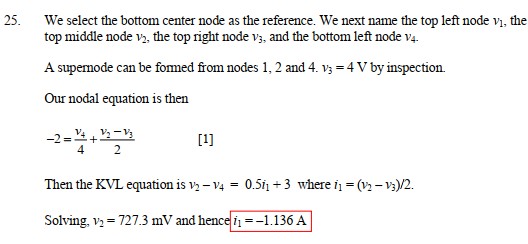 25. We select the bottom center node as the reference. We next name the top left node v₁, the
top middle node v₂, the top right node v₃, and the bottom left node v₄.
A supernode can be formed from nodes 1, 2 and 4. v₃ = 4 V by inspection.
Our nodal equation is then
−2 = v₄/4 + (v₂ − v₃)/2 [1]
Then the KVL equation is v₂ – v₄ = 0.5i₁ + 3 where i₁ = (v₂ – v₃)/2.
Solving, v₂ = 727.3 mV and hence i₁ = –1.136 A